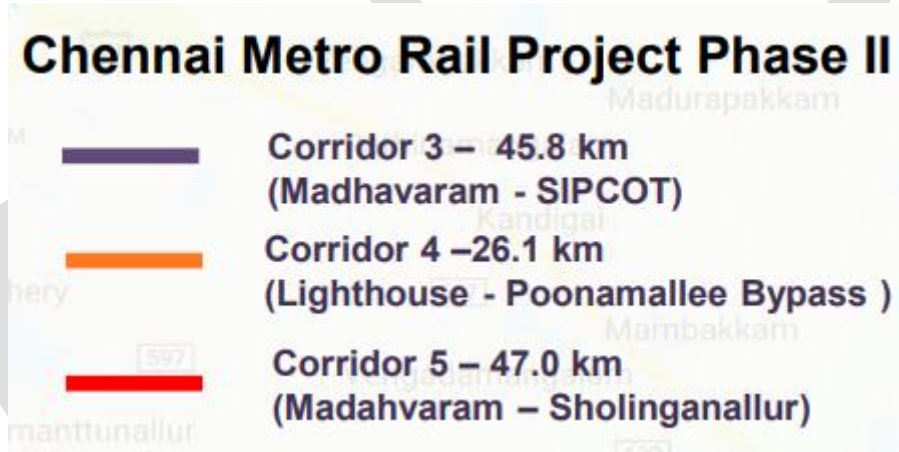 Chennai Metro Rail Project Phase II
Madurapakkam
Corridor 3 – 45.8 km
(Madhavaram - SIPCOT)
Kandigai
Corridor 4 –26.1 km
(Lighthouse - Poonamallee Bypass )
hery
Mambakkam
597
Corridor 5 – 47.0 km
Vengadamangalam
(Madahvaram – Sholinganallur)
manttunallur